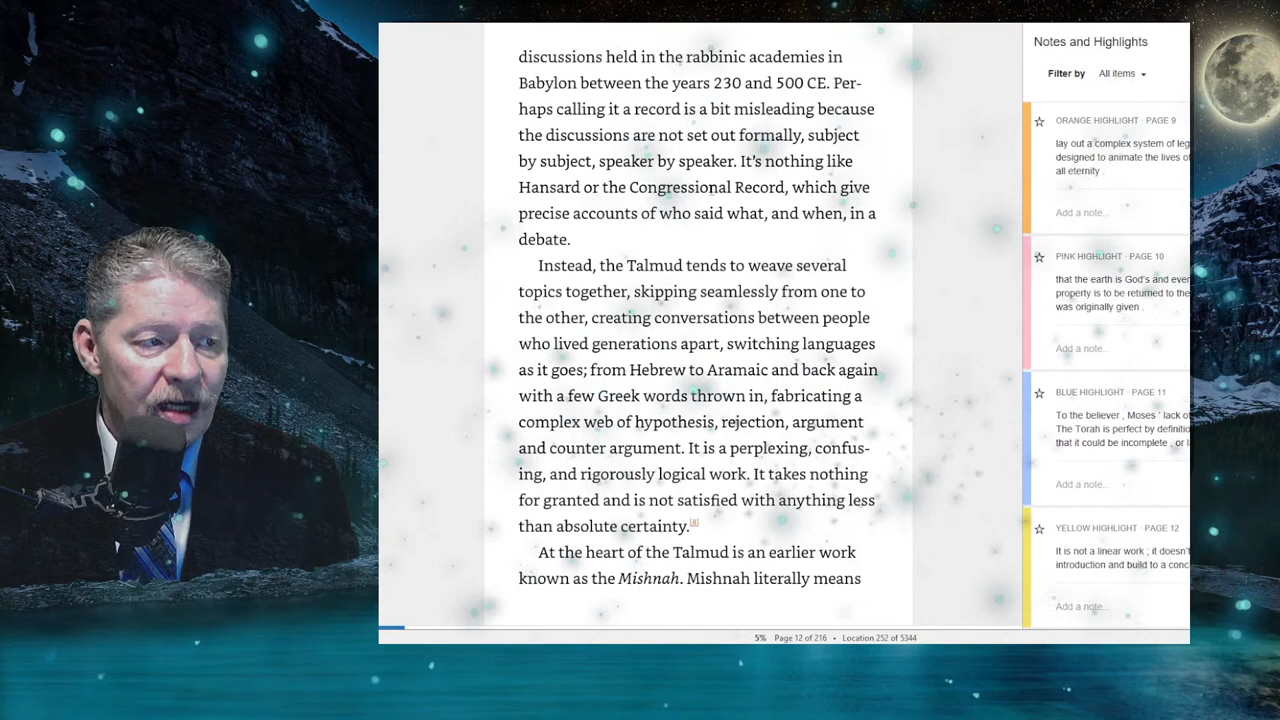 discussions held in the rabbinic academies in
Babylon between the years 230 and 500 CE. Per-
haps calling it a record is a bit misleading because
the discussions are not set out formally, subject
by subject, speaker by speaker. It’s nothing like
Hansard or the Congressional Record, which give
precise accounts of who said what, and when, in a
debate.
Instead, the Talmud tends to weave several
topics together, skipping seamlessly from one to
the other, creating conversations between people
who lived generations apart, switching languages
as it goes; from Hebrew to Aramaic and back again
with a few Greek words thrown in, fabricating a
complex web of hypothesis, rejection, argument
and counter argument. It is a perplexing, confus-
ing, and rigorously logical work. It takes nothing
for granted and is not satisfied with anything less
than absolute certainty.[8]
At the heart of the Talmud is an earlier work
known as the Mishnah. Mishnah literally means
5% Page 12 of 216 • Location 252 of 5344
Notes and Highlights
Filter by All items
ORANGE HIGHLIGHT · PAGE 9
lay out a complex system of leg
designed to animate the lives of
all eternity .
Add a note...
PINK HIGHLIGHT · PAGE 10
that the earth is God's and ever
property is to be returned to the
was originally given .
Add a note...
BLUE HIGHLIGHT · PAGE 11
To the believer , Moses ' lack of
The Torah is perfect by definitio
that it could be incomplete , or i
Add a note...
YELLOW HIGHLIGHT · PAGE 12
It is not a linear work ; it doesn't
introduction and build to a conc
Add a note...